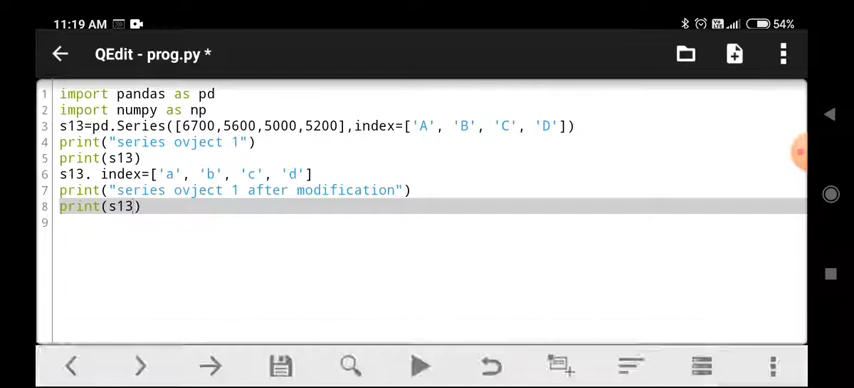 11:19 AM 54%
QEdit - prog.py *
1 import pandas as pd
2 import numpy as np
3 s13=pd.Series([6700,5600,5000,5200],index=['A', 'B', 'C', 'D'])
4 print("series ovject 1")
5 print(s13)
6 s13. index=['a', 'b', 'c', 'd']
7 print("series ovject 1 after modification")
8 print(s13)
9